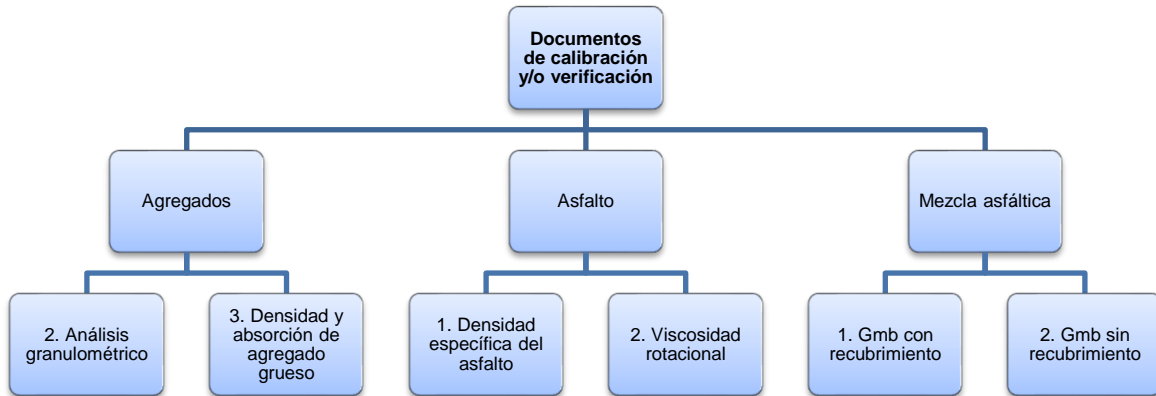 Documentos
de calibración
y/o verificación
Agregados
Asfalto
Mezcla asfáltica
2. Análisis
granulométrico
3. Densidad y
absorción de
agregado
grueso
1. Densidad
específica del
asfalto
2. Viscosidad
rotacional
1. Gmb con
recubrimiento
2. Gmb sin
recubrimiento